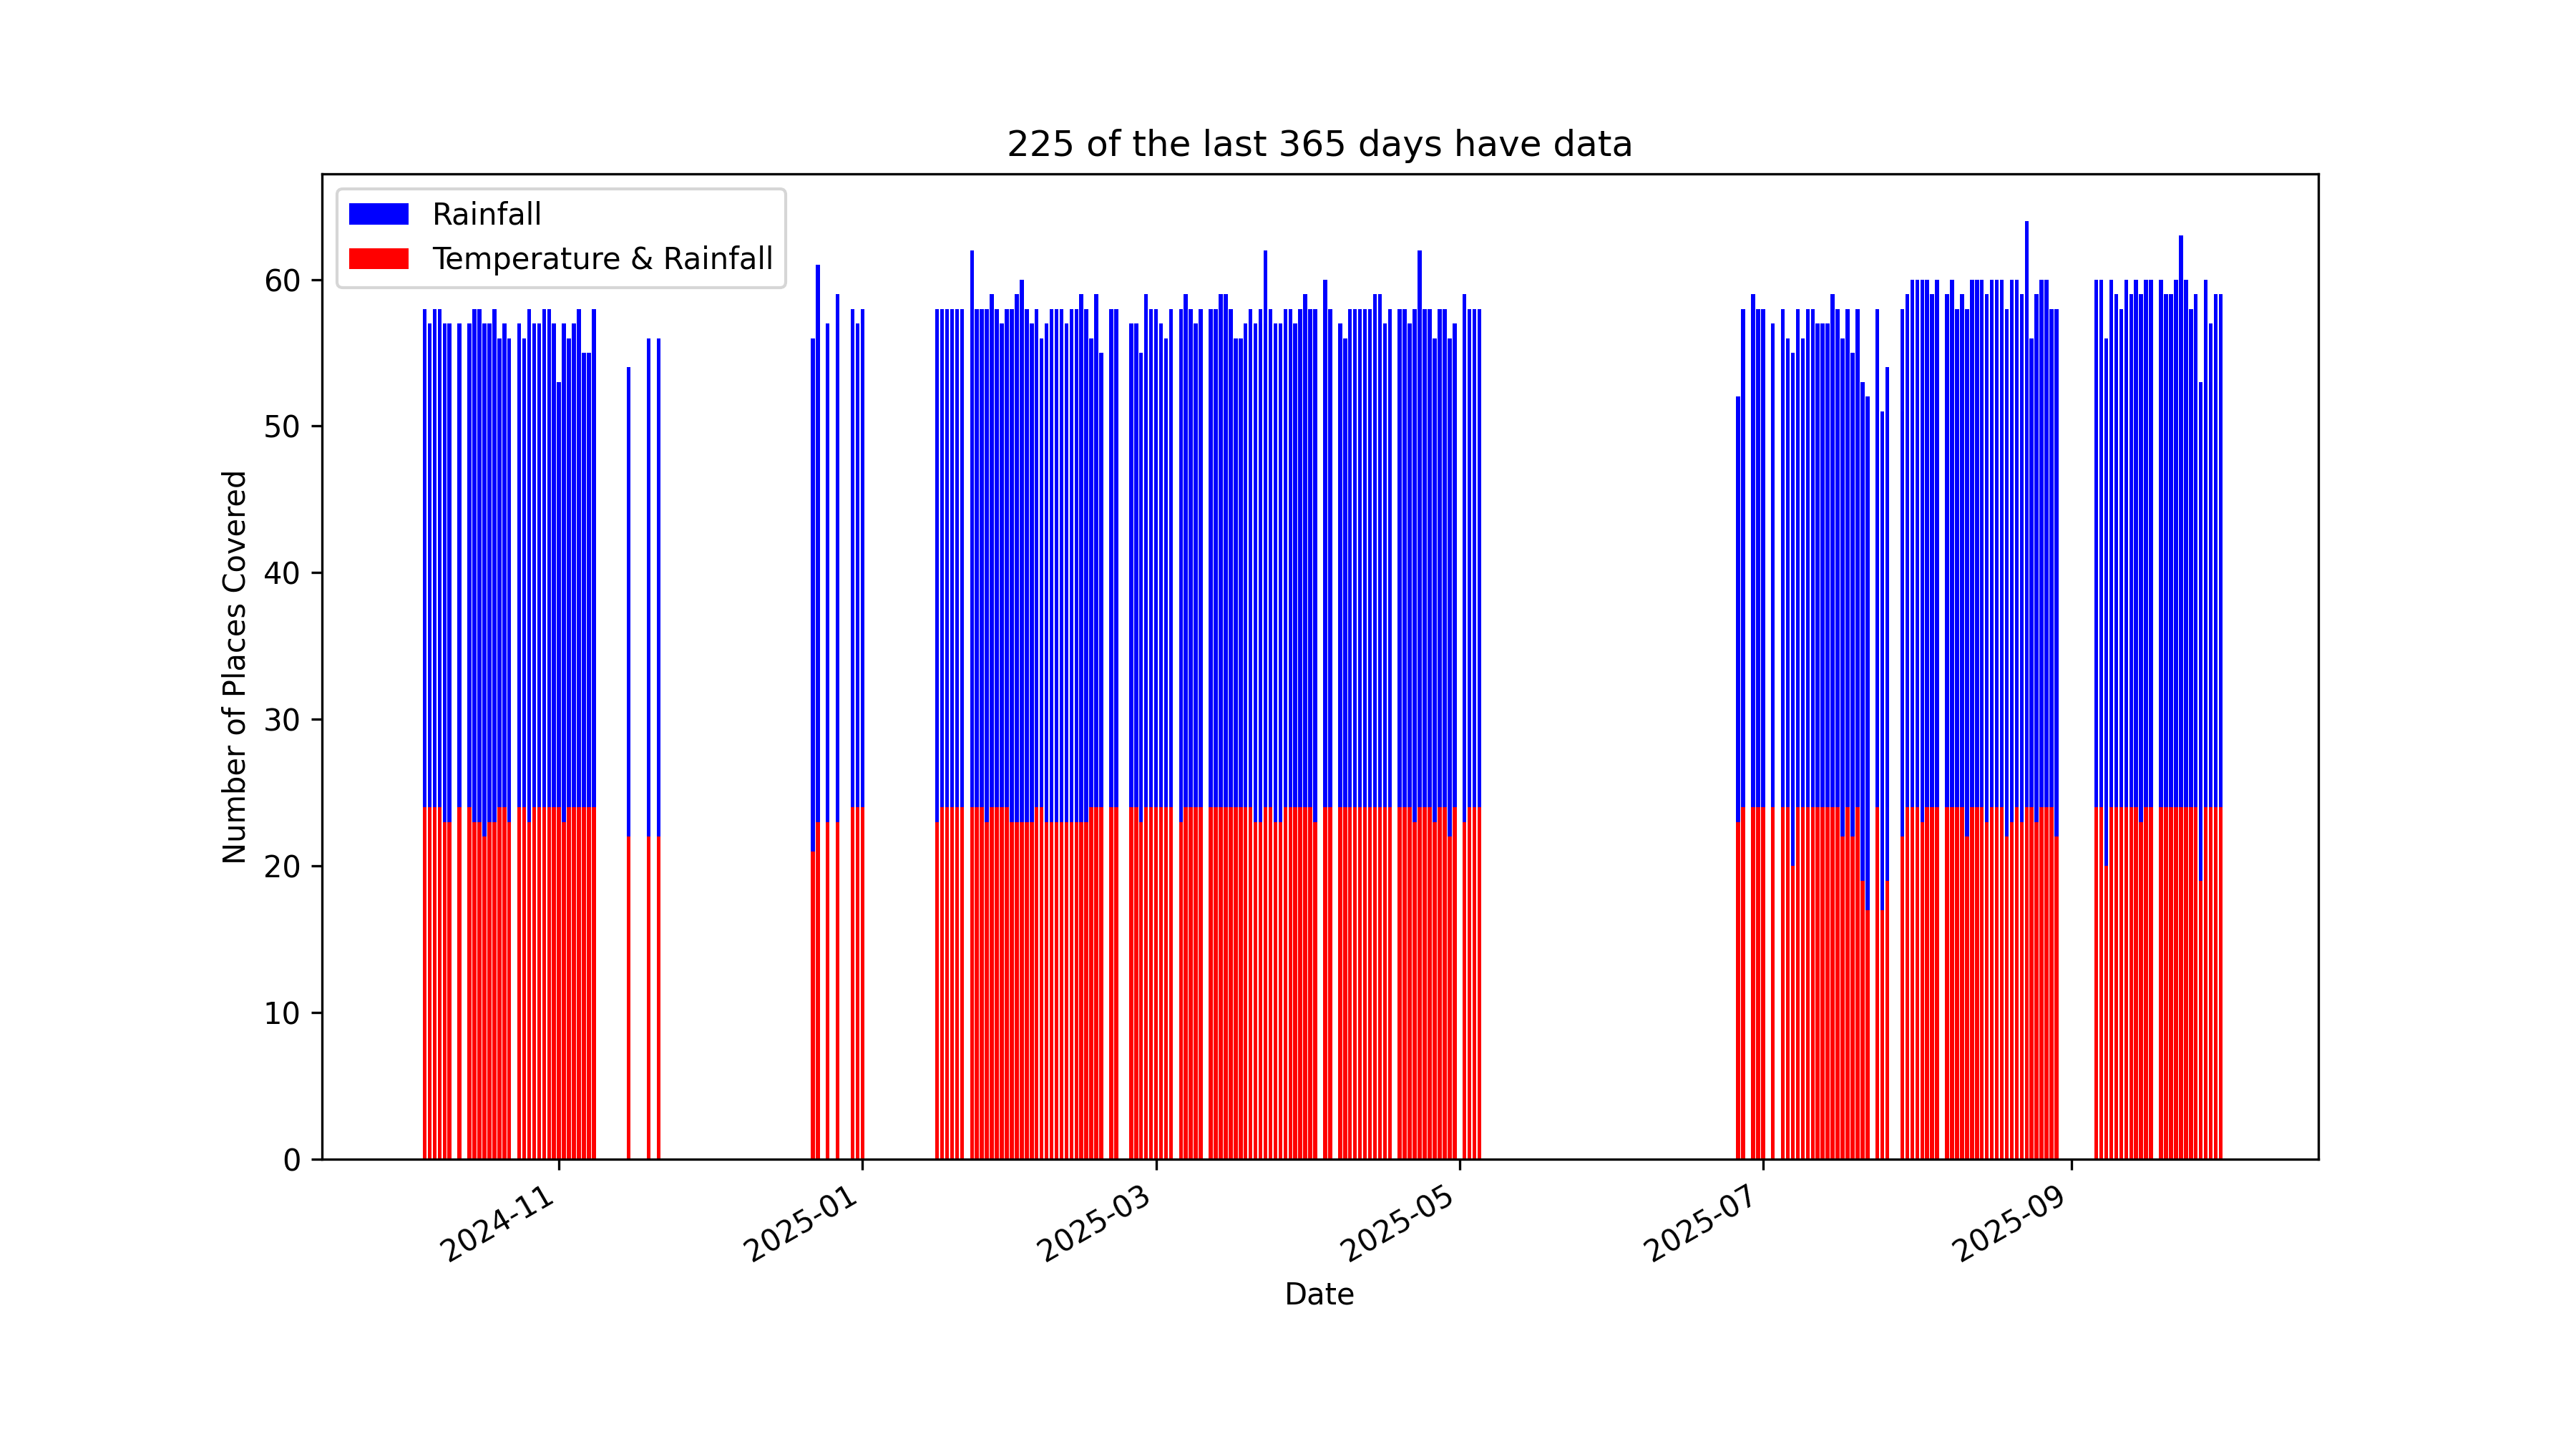 225 of the last 365 days have data
Rainfall
Temperature & Rainfall
Number of Places Covered
60
50
40
30
20
10
0
2024-11
2025-01
2025-03
2025-05
2025-07
2025-09
Date